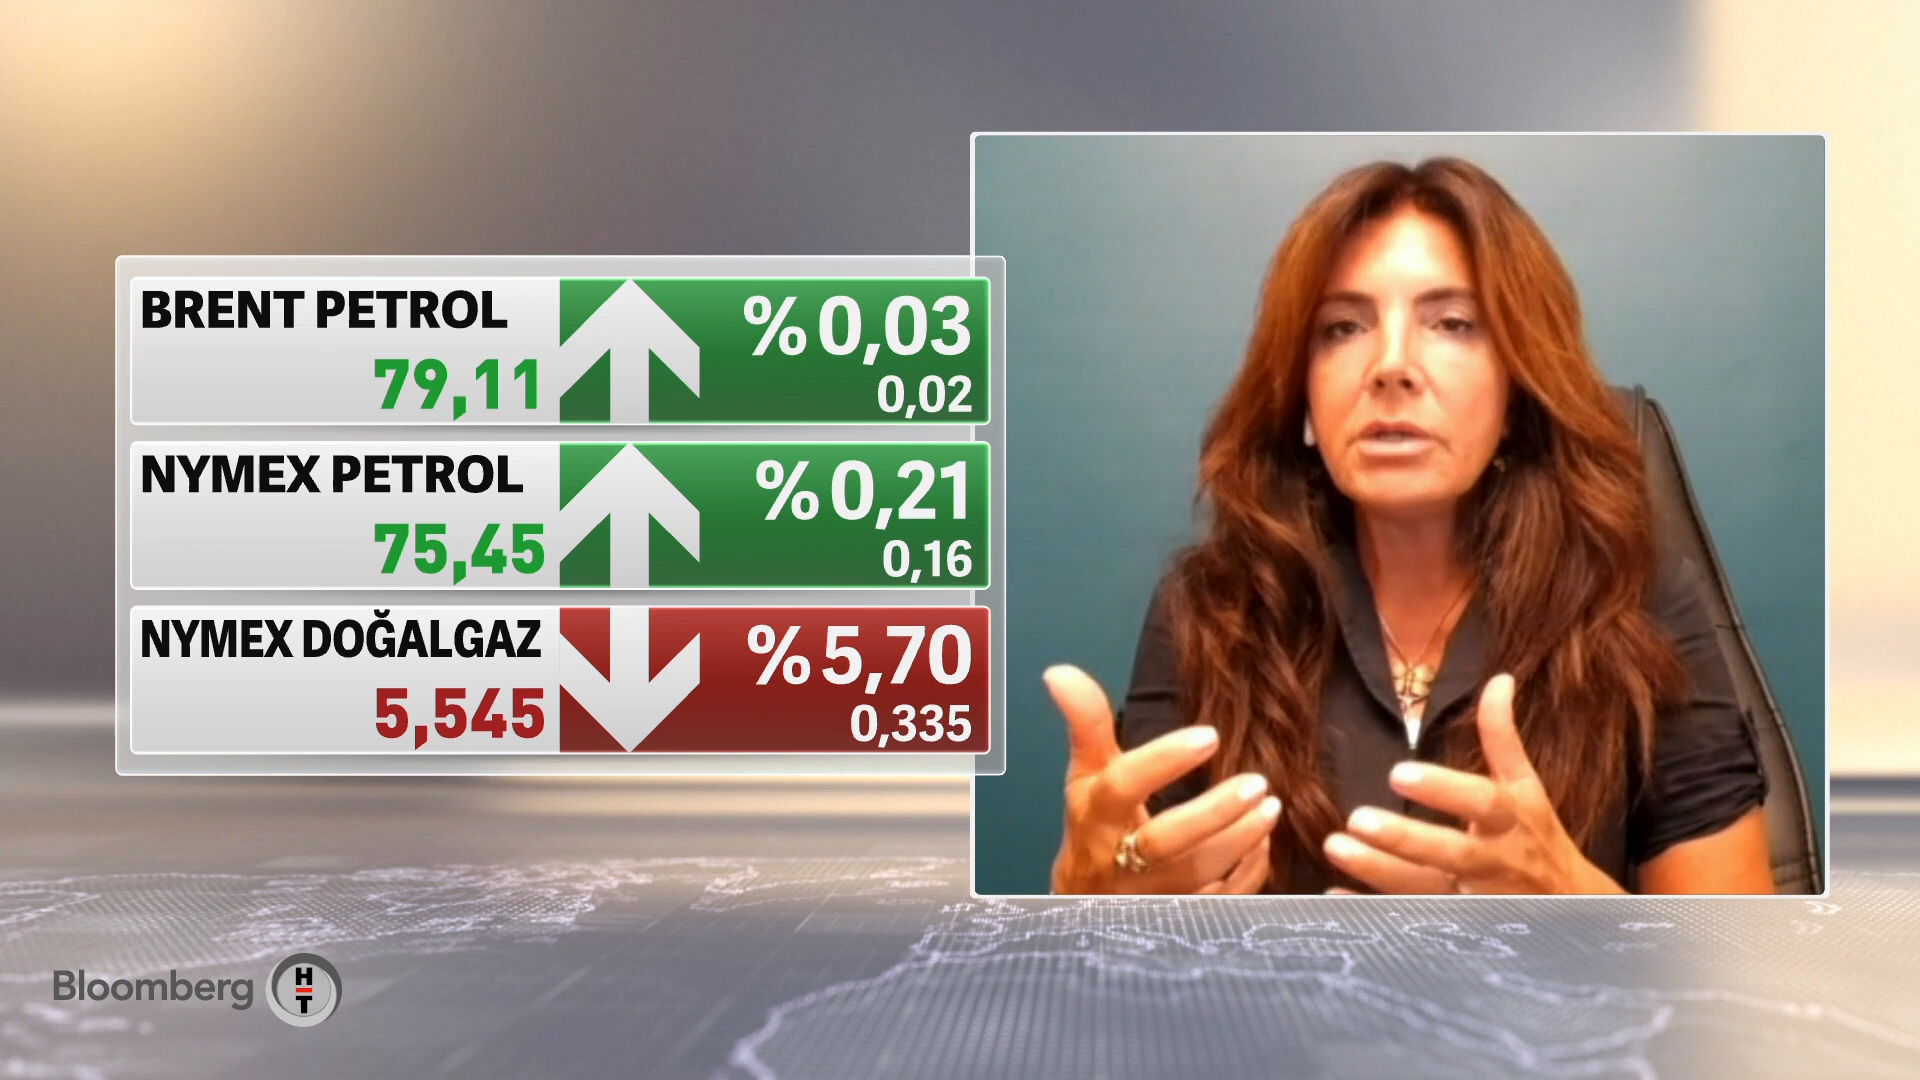 BRENT PETROL
79,11
%0,03
0,02
NYMEX PETROL
75,45
%0,21
0,16
NYMEX DOĞALGAZ
5,545
%5,70
0,335
Bloomberg HT